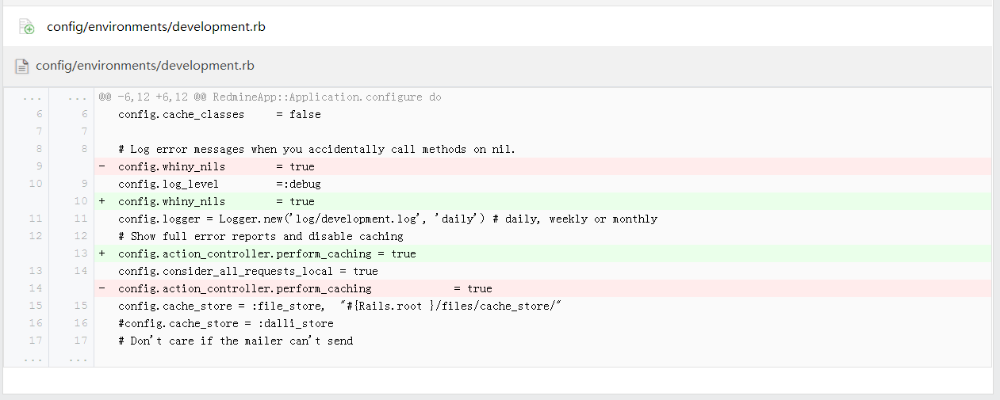 config/environments/development.rb
config/environments/development.rb
... ... @@ -6,12 +6,12 @@ RedmineApp::Application.configure do
6 6 config.cache_classes     = false
7 7
8 8 # Log error messages when you accidentally call methods on nil.
9 - config.whiny_nils        = true
10 9 config.log_level         =:debug
10 + config.whiny_nils        = true
11 11 config.logger = Logger.new('log/development.log', 'daily') # daily, weekly or monthly
12 12 # Show full error reports and disable caching
13 + config.action_controller.perform_caching = true
13 14 config.consider_all_requests_local = true
14 - config.action_controller.perform_caching             = true
15 15 config.cache_store = :file_store,  "#{Rails.root }/files/cache_store/"
16 16 #config.cache_store = :dalli_store
17 17 # Don't care if the mailer can't send
... ...